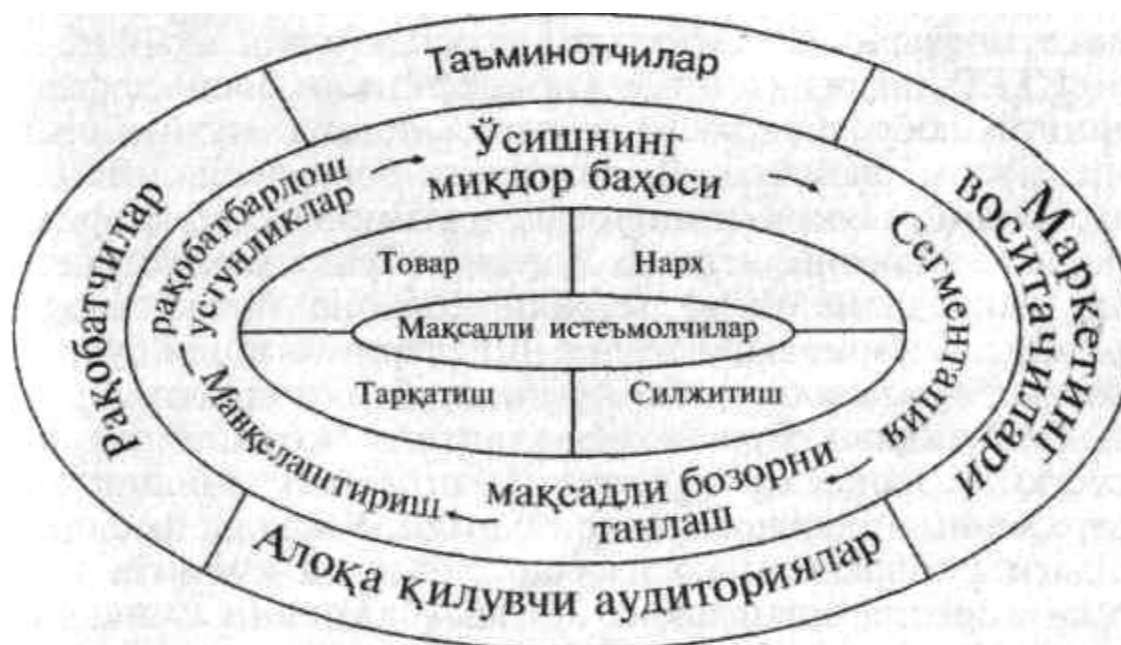 Таъминотчилар
Маркетинг
воситачилари
Алоқа қилувчи аудиториялар
Рақобатчилар
Ўсишнинг
миқдор баҳоси
Сегментация
мақсадли бозорни
танлаш
Мавқелаштириш
рақобатбардош
устунликлар
Товар
Нарх
Мақсадли истеъмолчилар
Тарқатиш
Силжитиш